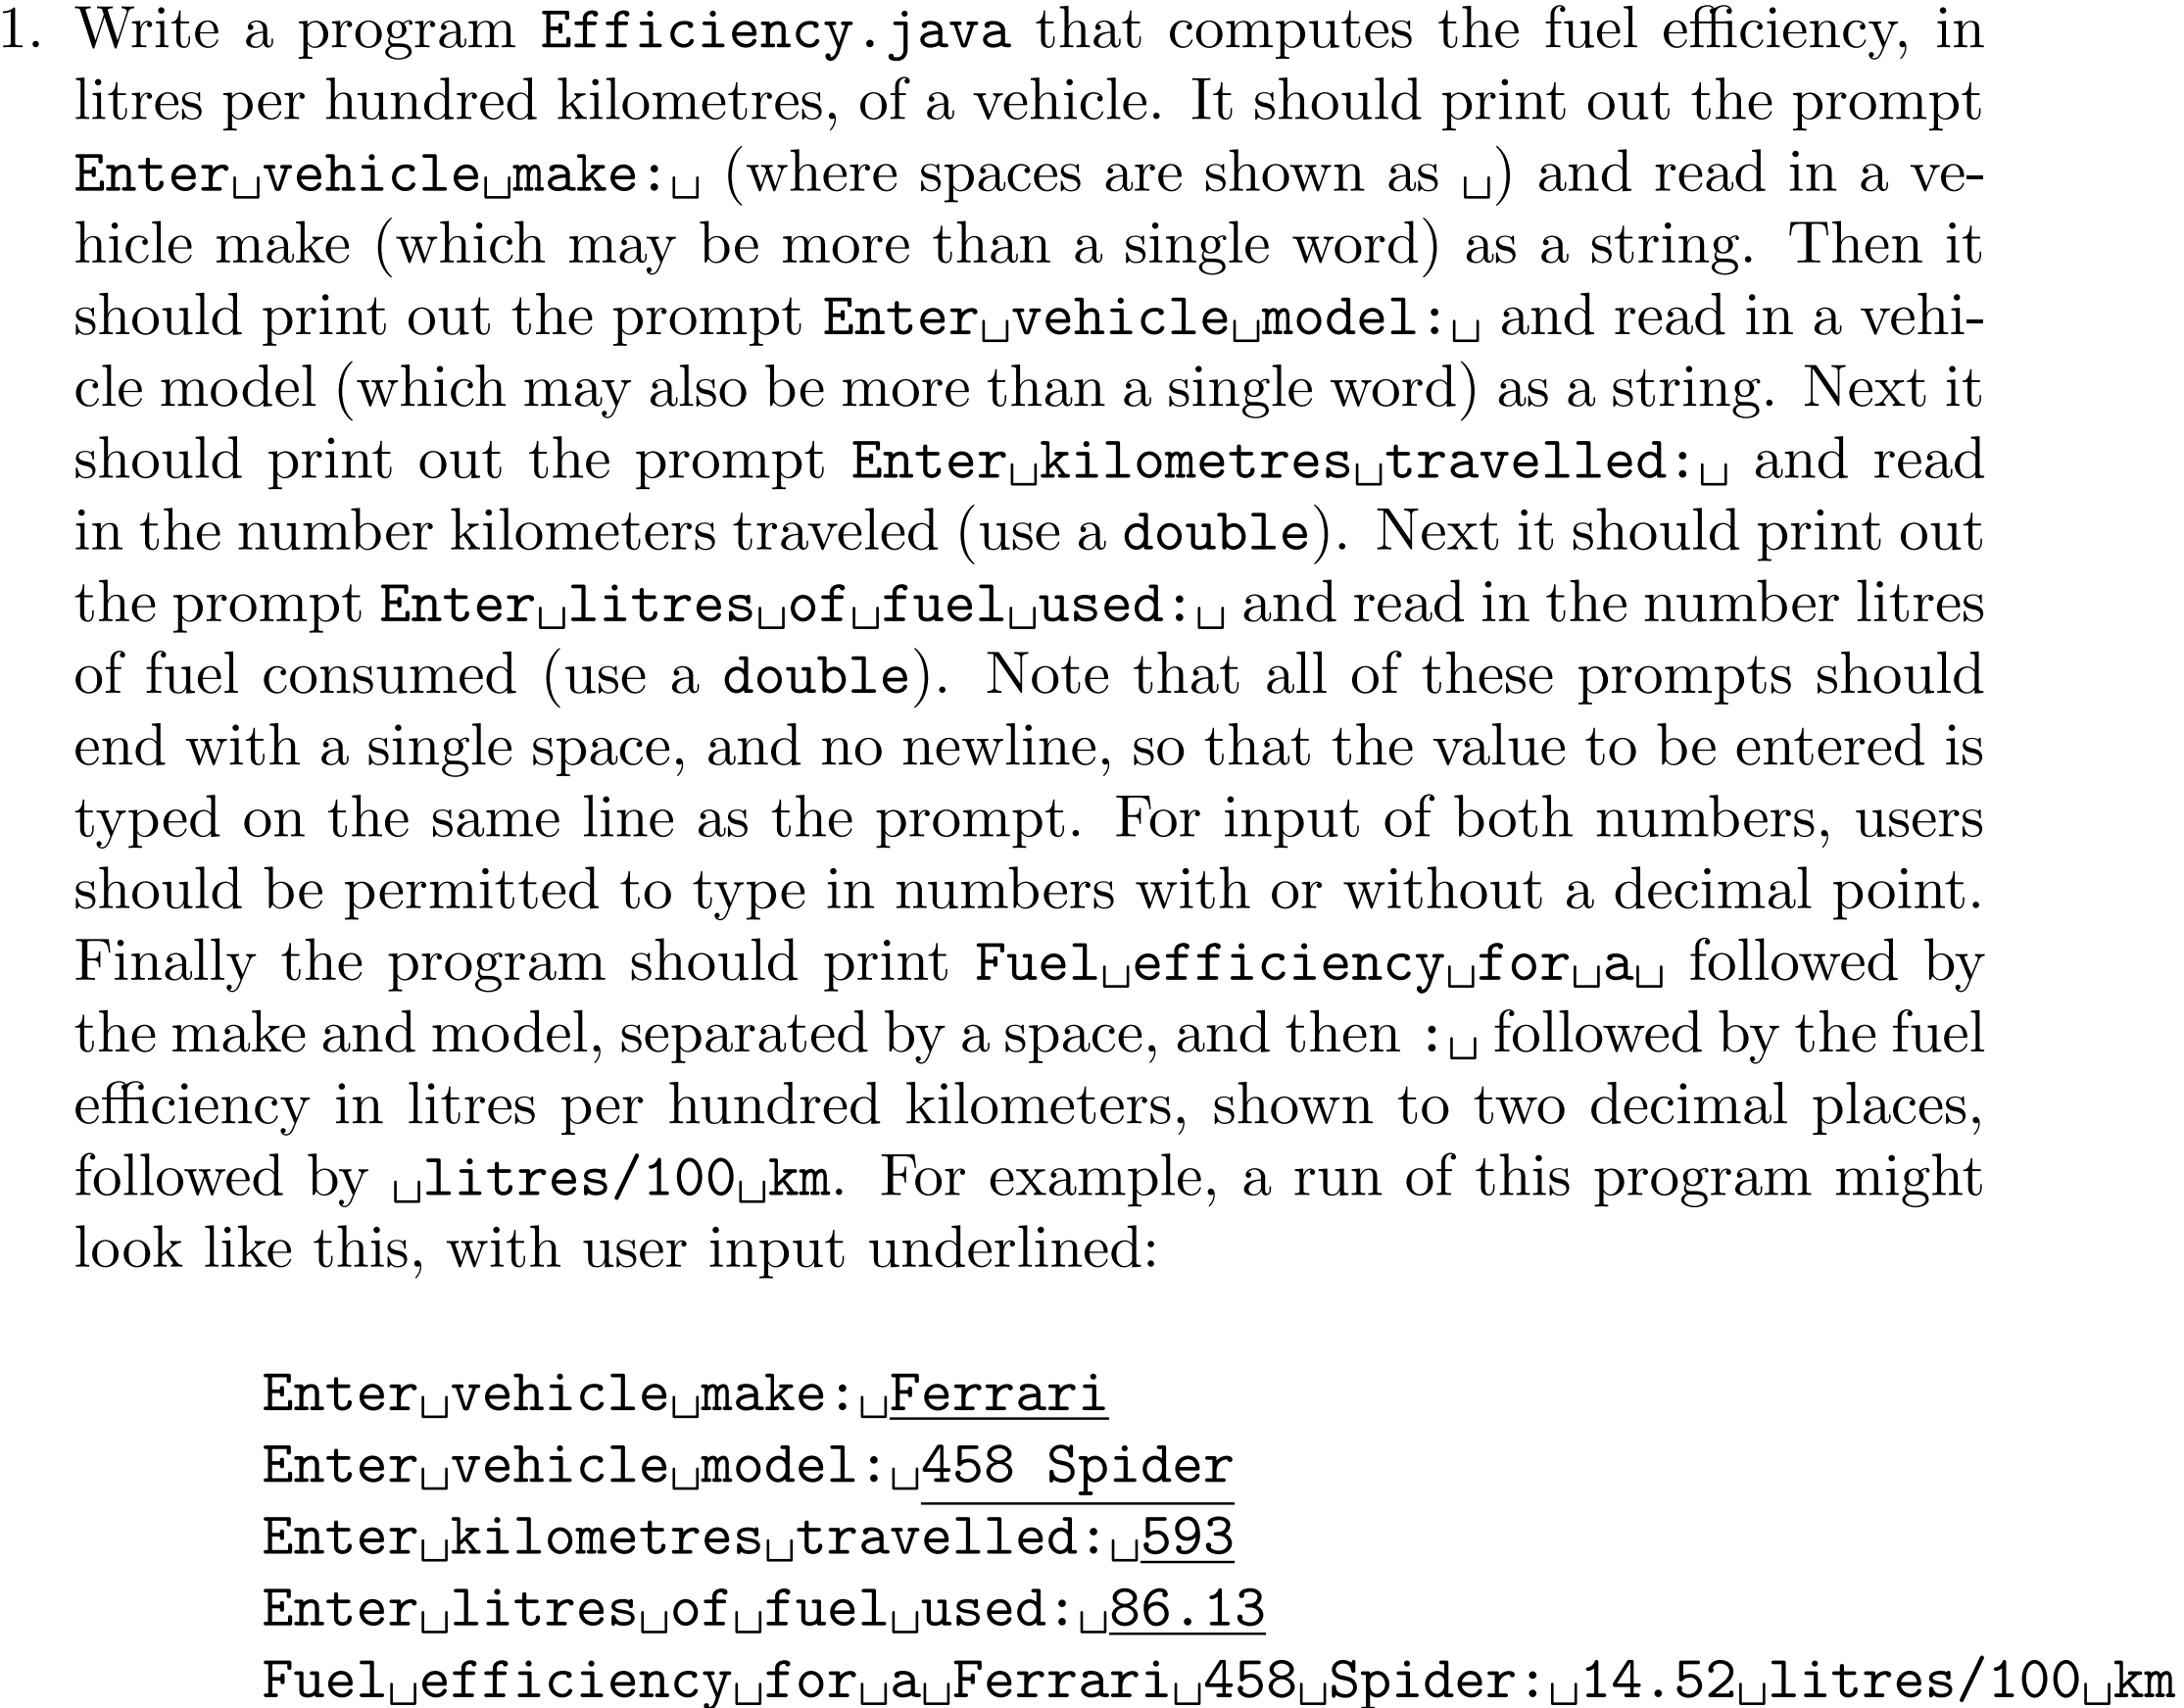 1. Write a program Efficiency.java that computes the fuel efficiency, in
litres per hundred kilometres, of a vehicle. It should print out the prompt
Enter␣vehicle␣make:␣ (where spaces are shown as ␣) and read in a ve-
hicle make (which may be more than a single word) as a string. Then it
should print out the prompt Enter␣vehicle␣model:␣ and read in a vehi-
cle model (which may also be more than a single word) as a string. Next it
should print out the prompt Enter␣kilometres␣travelled:␣ and read
in the number kilometers traveled (use a double). Next it should print out
the prompt Enter␣litres␣of␣fuel␣used:␣ and read in the number litres
of fuel consumed (use a double). Note that all of these prompts should
end with a single space, and no newline, so that the value to be entered is
typed on the same line as the prompt. For input of both numbers, users
should be permitted to type in numbers with or without a decimal point.
Finally the program should print Fuel␣efficiency␣for␣a␣ followed by
the make and model, separated by a space, and then :␣ followed by the fuel
efficiency in litres per hundred kilometers, shown to two decimal places,
followed by ␣litres/100␣km. For example, a run of this program might
look like this, with user input underlined:
Enter␣vehicle␣make:␣Ferrari
Enter␣vehicle␣model:␣458 Spider
Enter␣kilometres␣travelled:␣593
Enter␣litres␣of␣fuel␣used:␣86.13
Fuel␣efficiency␣for␣a␣Ferrari␣458␣Spider:␣14.52␣litres/100␣km